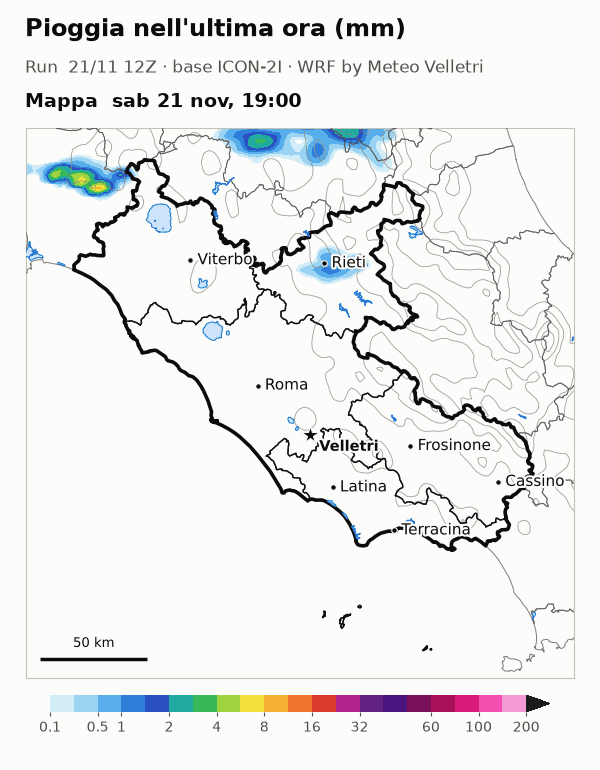 Pioggia nell'ultima ora (mm)
Run  21/11 12Z · base ICON-2I · WRF by Meteo Velletri
Mappa  sab 21 nov, 19:00
Viterbo
Rieti
Roma
Velletri
Frosinone
Cassino
Latina
Terracina
50 km
0.1 0.5 1 2 4 8 16 32 60 100 200